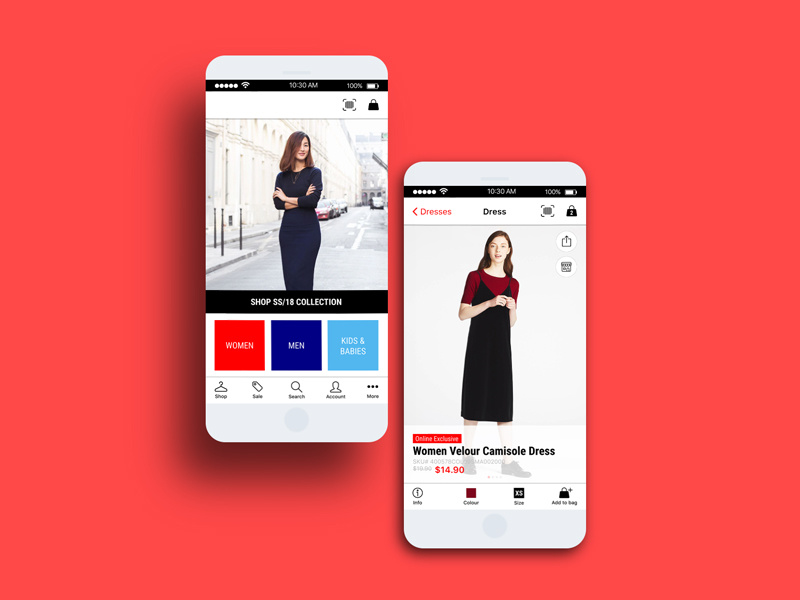 10:30 AM
100%
SHOP SS/18 COLLECTION
WOMEN
MEN
KIDS &
BABIES
Shop
Sale
Search
Account
More
10:30 AM
100%
Dresses
Dress
2
Online Exclusive
Women Velour Camisole Dress
SKU#
$19.90 $14.90
Info
XS
Colour
Size
Add to bag